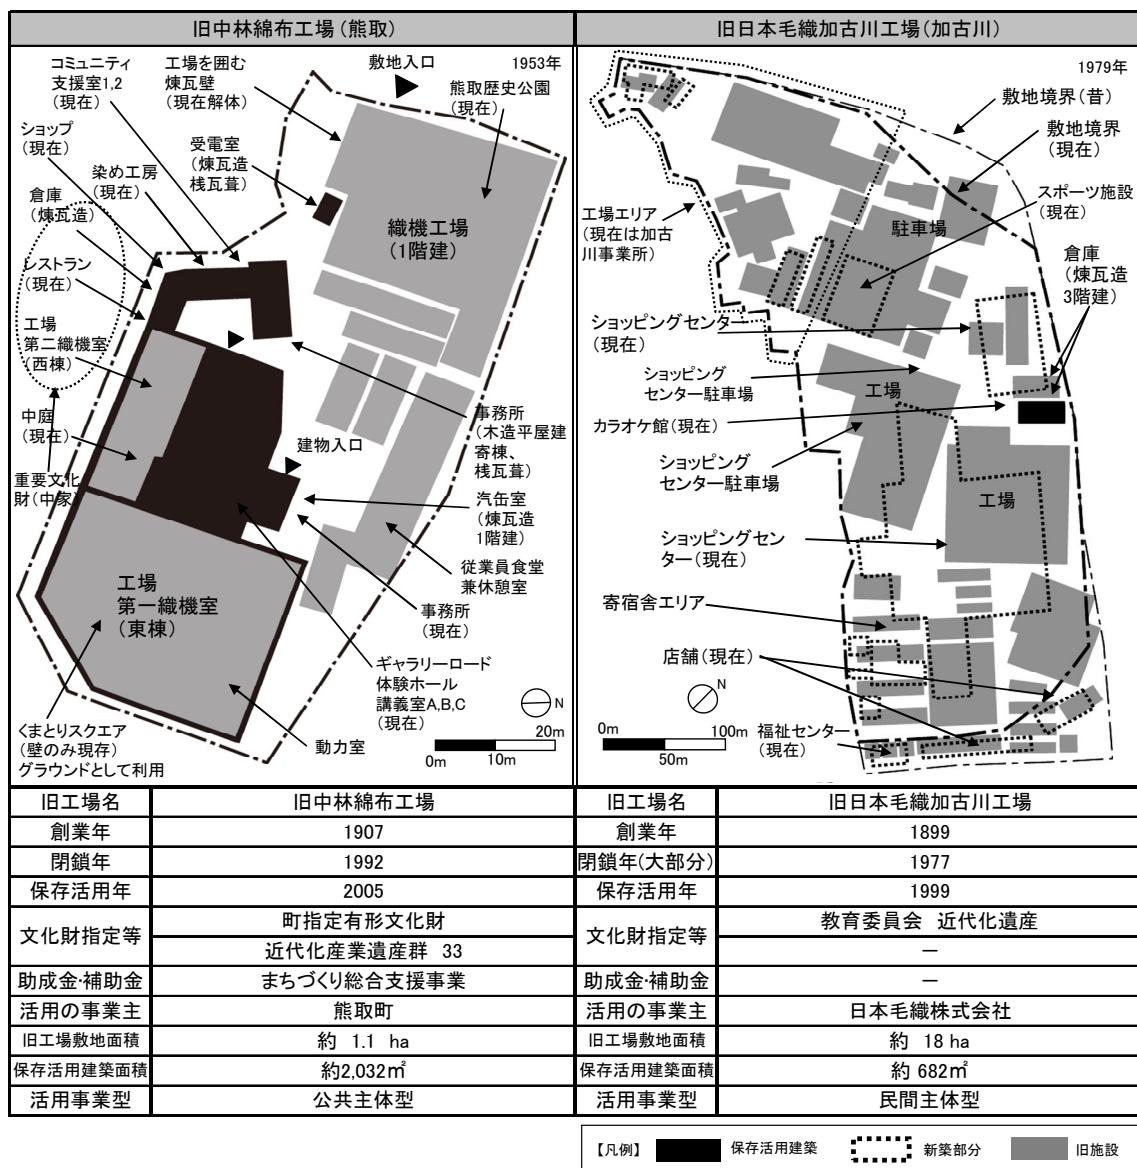 旧中林綿布工場(熊取)
旧日本毛織加古川工場(加古川)
1953年
コミュニティ
支援室1,2
(現在)
工場を囲む
煉瓦壁
(現在解体)
敷地入口
熊取歴史公園
(現在)
ショップ
(現在)
受電室
(煉瓦造
桟瓦葺)
染め工房
(現在)
倉庫
(煉瓦造)
織機工場
(1階建)
レストラン
(現在)
工場
第二織機室
(西棟)
中庭
(現在)
重要文化
財(中家)
建物入口
事務所
(木造平屋建
寄棟、
桟瓦葺)
汽缶室
(煉瓦造
1階建)
従業員食堂
兼休憩室
工場
第一織機室
(東棟)
事務所
(現在)
ギャラリーロード
体験ホール
講義室A,B,C
(現在)
くまとりスクエア
(壁のみ現存)
グラウンドとして利用
動力室
N
20m
0m
10m
1979年
敷地境界(昔)
敷地境界
(現在)
スポーツ施設
(現在)
工場エリア
(現在は加古
川事業所)
駐車場
倉庫
(煉瓦造
3階建)
ショッピングセンター
(現在)
ショッピング
センター駐車場
工場
カラオケ館(現在)
ショッピング
センター駐車場
工場
ショッピングセン
ター(現在)
寄宿舎エリア
店舗(現在)
N
0m
100m
50m
福祉センター
(現在)
旧工場名 旧中林綿布工場 旧工場名 旧日本毛織加古川工場
創業年 1907 創業年 1899
閉鎖年 1992 閉鎖年(大部分) 1977
保存活用年 2005 保存活用年 1999
文化財指定等 町指定有形文化財 文化財指定等 教育委員会 近代化遺産
近代化産業遺産群 33 －
助成金・補助金 まちづくり総合支援事業 助成金・補助金 －
活用の事業主 熊取町 活用の事業主 日本毛織株式会社
旧工場敷地面積 約 1.1 ha 旧工場敷地面積 約 18 ha
保存活用建築面積 約2,032㎡ 保存活用建築面積 約 682㎡
活用事業型 公共主体型 活用事業型 民間主体型
【凡例】 保存活用建築 新築部分 旧施設